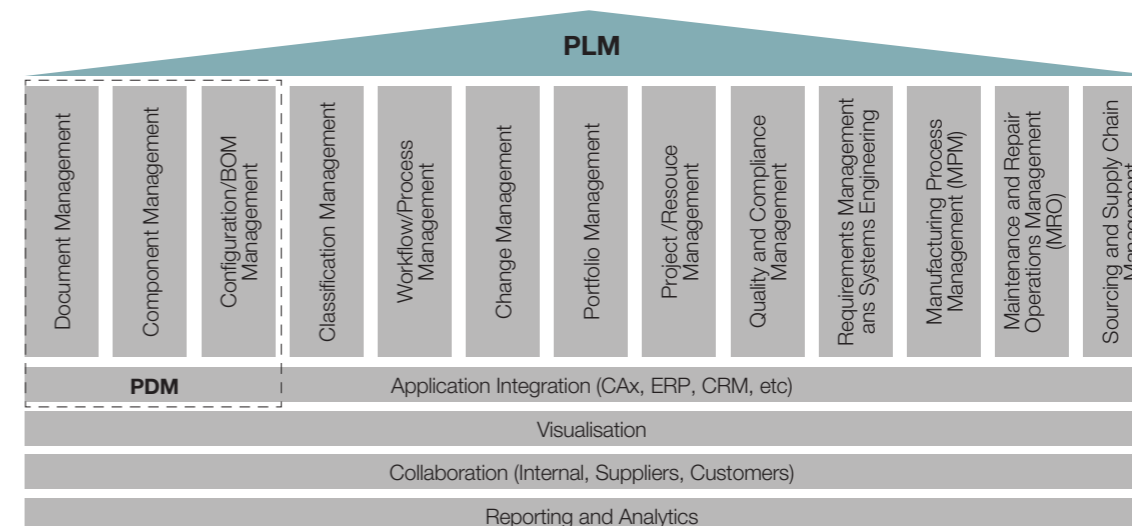 PLM
Document Management
Component Management
Configuration/BOM
Management
Classification Management
Workflow/Process
Management
Change Management
Portfolio Management
Project /Resouce
Management
Quality and Compliance
Management
Requirements Management
ans Systems Engineering
Manufacturing Process
Management (MPM)
Maintenance and Repair
Operations Management
(MRO)
Sourcing and Supply Chain
Management
PDM
Application Integration (CAx, ERP, CRM, etc)
Visualisation
Collaboration (Internal, Suppliers, Customers)
Reporting and Analytics